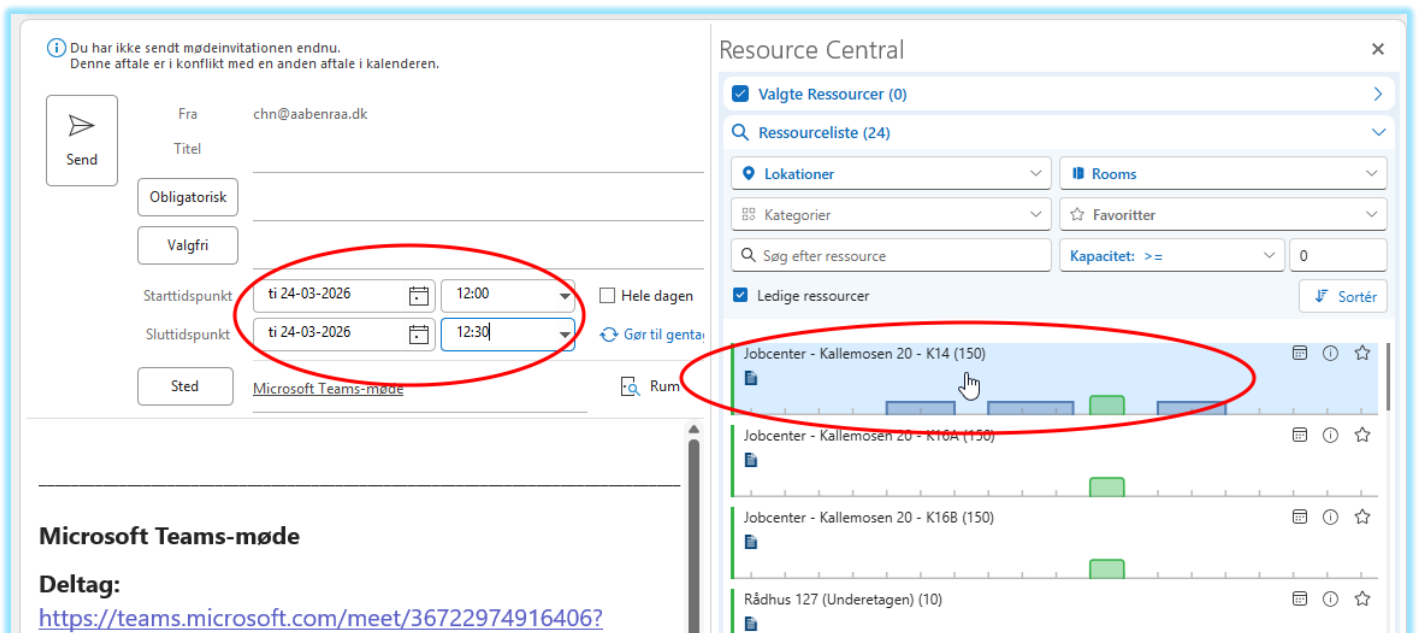 Du har ikke sendt mødeinvitationen endnu.
Denne aftale er i konflikt med en anden aftale i kalenderen.
Send
Fra chn@aabenraa.dk
Titel
Obligatorisk
Valgfri
Starttidspunkt ti 24-03-2026 12:00 Hele dagen
Sluttidspunkt ti 24-03-2026 12:30 Gør til
Sted Microsoft Teams-møde Rum
Microsoft Teams-møde
Deltag:
https://teams.microsoft.com/meet/36722974916406?
Resource Central
Valgte Ressourcer (0)
Ressourceliste (24)
Lokationer Rooms
Kategorier Favoritter
Søg efter ressource Kapacitet: >= 0
Ledige ressourcer Sortér
Jobcenter - Kallemosen 20 - K14 (150)
Jobcenter - Kallemosen 20 - K16A (150)
Jobcenter - Kallemosen 20 - K16B (150)
Rådhus 127 (Underetagen) (10)